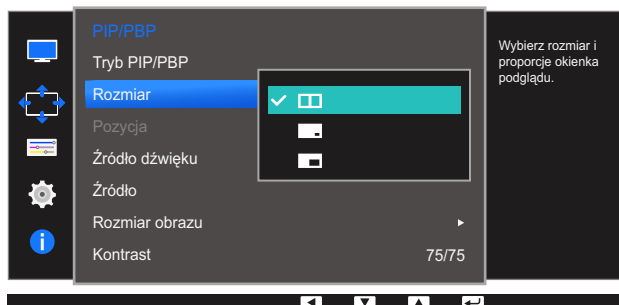 PIP/PBP
Tryb PIP/PBP
Rozmiar
Pozycja
Źródło dźwięku
Źródło
Rozmiar obrazu
Kontrast 75/75
Wybierz rozmiar i
proporcje okienka
podglądu.